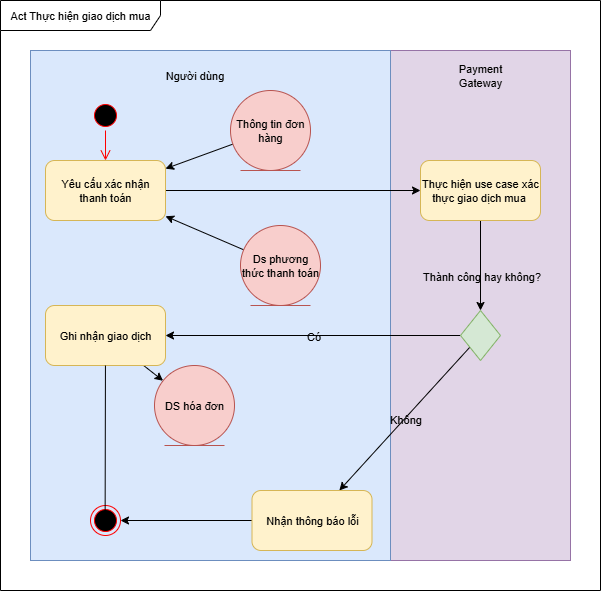 Act Thực hiện giao dịch mua
Người dùng
Payment
Gateway
Thông tin đơn
hàng
Yêu cấu xác nhận
thanh toán
Thực hiện use case xác
thực giao dịch mua
Ds phương
thức thanh toán
Thành công hay không?
Ghi nhận giao dịch
Có
DS hóa đơn
Không
Nhận thông báo lỗi